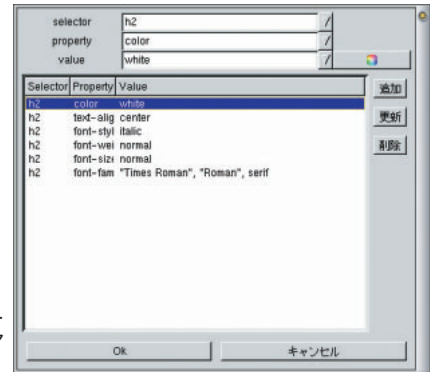 selector h2 /
property color /
value white /
Selector Property Value
h2 color white
h2 text-alig center
h2 font-styl italic
h2 font-wei normal
h2 font-size normal
h2 font-fam "Times Roman", "Roman", serif
追加
更新
削除
Ok キャンセル